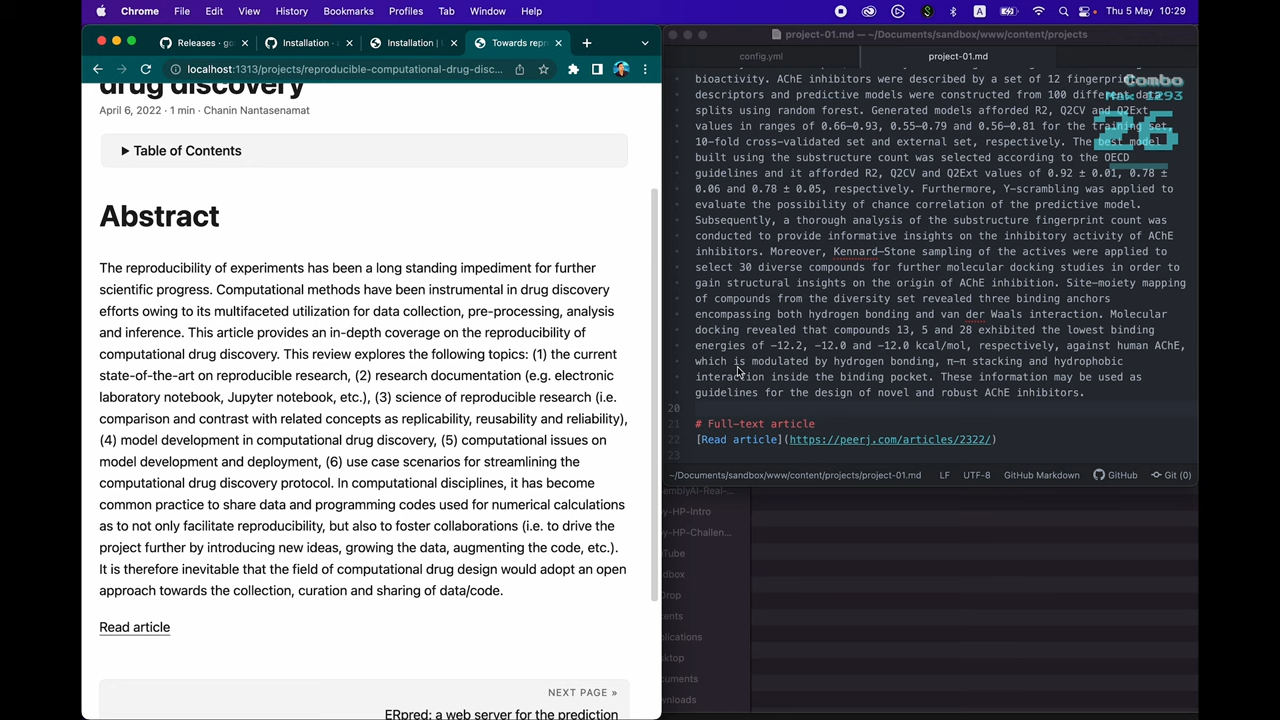 Chrome File Edit View History Bookmarks Profiles Tab Window Help
A
Thu 5 May 10:29
Releases · go
Installation · a
Installation | U
Towards repr
localhost:1313/projects/reproducible-computational-drug-disc...
drug discovery
April 6, 2022 · 1 min · Chanin Nantasenamat
Table of Contents
Abstract
The reproducibility of experiments has been a long standing impediment for further
scientific progress. Computational methods have been instrumental in drug discovery
efforts owing to its multifaceted utilization for data collection, pre-processing, analysis
and inference. This article provides an in-depth coverage on the reproducibility of
computational drug discovery. This review explores the following topics: (1) the current
state-of-the-art on reproducible research, (2) research documentation (e.g. electronic
laboratory notebook, Jupyter notebook, etc.), (3) science of reproducible research (i.e.
comparison and contrast with related concepts as replicability, reusability and reliability),
(4) model development in computational drug discovery, (5) computational issues on
model development and deployment, (6) use case scenarios for streamlining the
computational drug discovery protocol. In computational disciplines, it has become
common practice to share data and programming codes used for numerical calculations
as to not only facilitate reproducibility, but also to foster collaborations (i.e. to drive the
project further by introducing new ideas, growing the data, augmenting the code, etc.).
It is therefore inevitable that the field of computational drug design would adopt an open
approach towards the collection, curation and sharing of data/code.
Read article
NEXT PAGE »
ERpred: a web server for the prediction
project-01.md — ~/Documents/sandbox/www/content/projects
config.yml
project-01.md
Combo
Max 1293
26
bioactivity. AChE inhibitors were described by a set of 12 fingerprint
descriptors and predictive models were constructed from 100 different data
splits using random forest. Generated models afforded R2, Q2CV and Q2Ext
values in ranges of 0.66–0.93, 0.55–0.79 and 0.56–0.81 for the training set,
10-fold cross-validated set and external set, respectively. The best model
built using the substructure count was selected according to the OECD
guidelines and it afforded R2, Q2CV and Q2Ext values of 0.92 ± 0.01, 0.78 ±
0.06 and 0.78 ± 0.05, respectively. Furthermore, Y-scrambling was applied to
evaluate the possibility of chance correlation of the predictive model.
Subsequently, a thorough analysis of the substructure fingerprint count was
conducted to provide informative insights on the inhibitory activity of AChE
inhibitors. Moreover, Kennard–Stone sampling of the actives were applied to
select 30 diverse compounds for further molecular docking studies in order to
gain structural insights on the origin of AChE inhibition. Site-moiety mapping
of compounds from the diversity set revealed three binding anchors
encompassing both hydrogen bonding and van der Waals interaction. Molecular
docking revealed that compounds 13, 5 and 28 exhibited the lowest binding
energies of −12.2, −12.0 and −12.0 kcal/mol, respectively, against human AChE,
which is modulated by hydrogen bonding, π–π stacking and hydrophobic
interaction inside the binding pocket. These information may be used as
guidelines for the design of novel and robust AChE inhibitors.
20
21 # Full-text article
22 [Read article](https://peerj.com/articles/2322/)
23
~/Documents/sandbox/www/content/projects/project-01.md LF UTF-8 GitHub Markdown GitHub Git (0)
emblyAI-Real-...
y-HP-Intro
y-HP-Challen...
Tube
dbox
Drop
ents
plications
ktop
cuments
wnloads